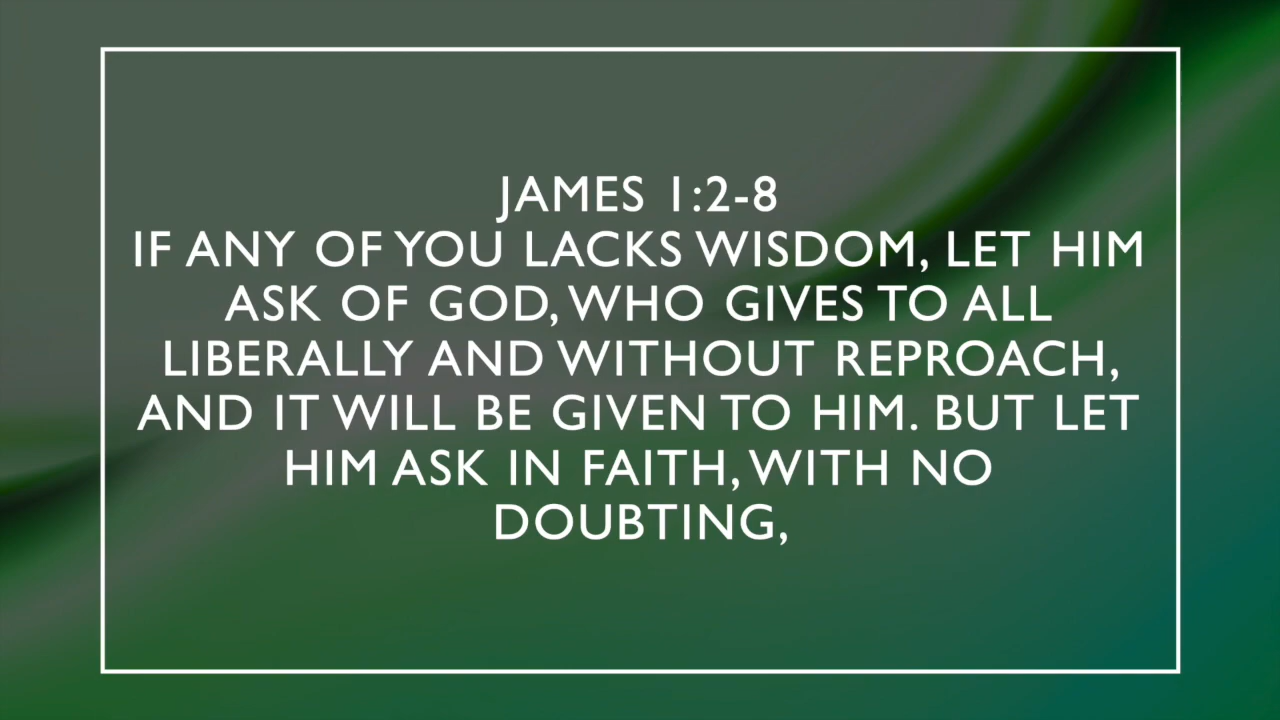 JAMES 1:2-8
IF ANY OF YOU LACKS WISDOM, LET HIM
ASK OF GOD, WHO GIVES TO ALL
LIBERALLY AND WITHOUT REPROACH,
AND IT WILL BE GIVEN TO HIM. BUT LET
HIM ASK IN FAITH, WITH NO
DOUBTING,